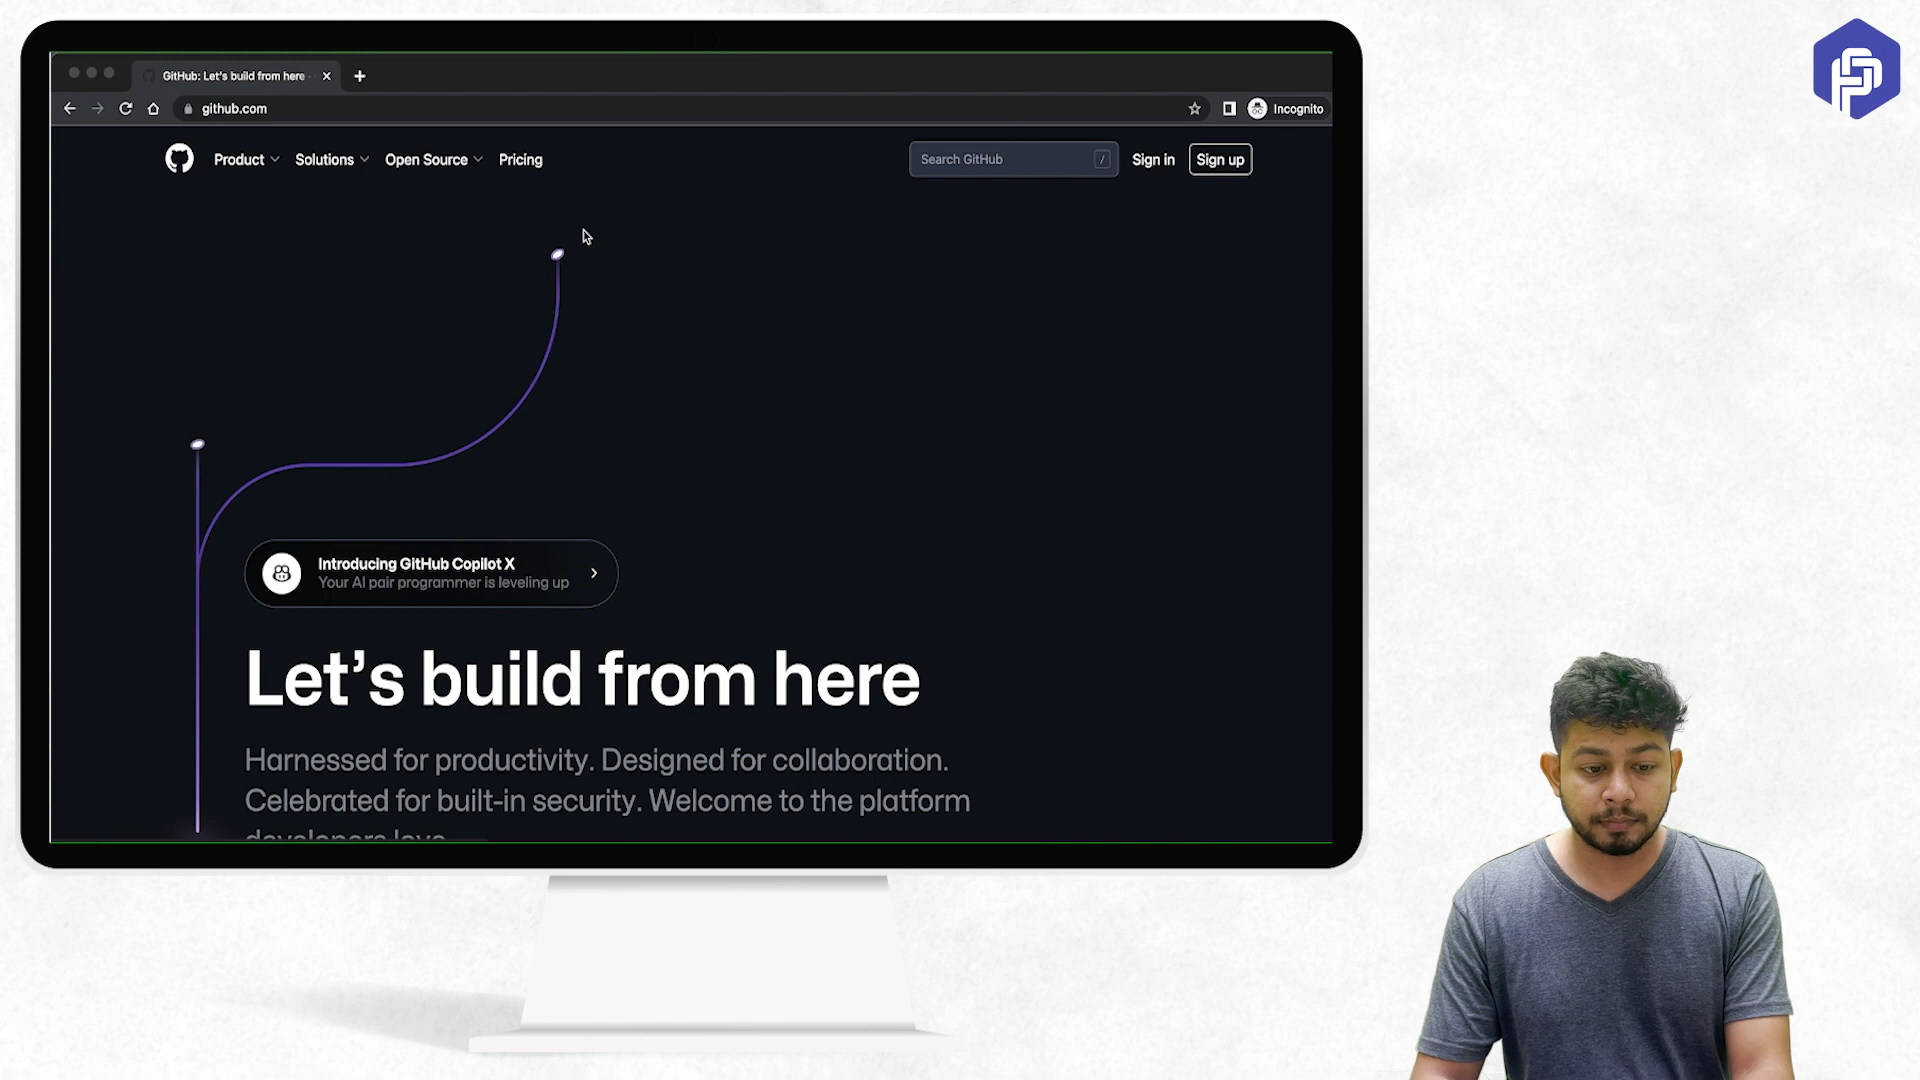 GitHub: Let's build from here ·
github.com
Incognito
Product
Solutions
Open Source
Pricing
Search GitHub
/
Sign in
Sign up
Introducing GitHub Copilot X
Your AI pair programmer is leveling up
Let's build from here
Harnessed for productivity. Designed for collaboration.
Celebrated for built-in security. Welcome to the platform
developers love.